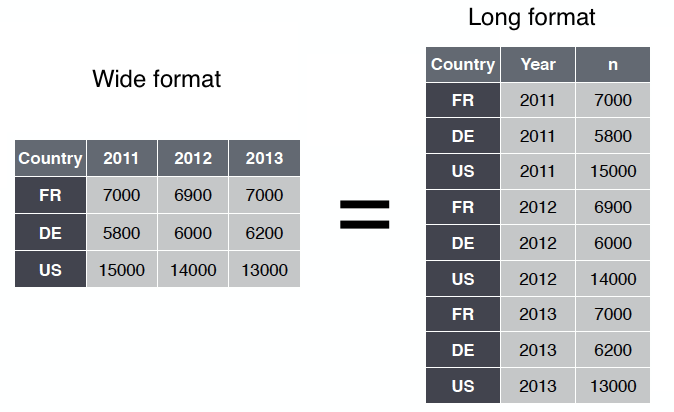 Wide format
Country 2011 2012 2013
FR 7000 6900 7000
DE 5800 6000 6200
US 15000 14000 13000
=
Long format
Country Year n
FR 2011 7000
DE 2011 5800
US 2011 15000
FR 2012 6900
DE 2012 6000
US 2012 14000
FR 2013 7000
DE 2013 6200
US 2013 13000